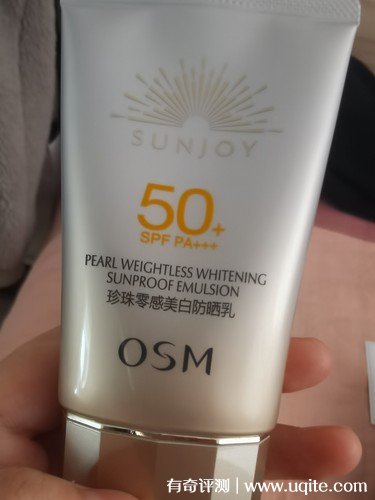 SUNJOY
50+
SPF PA+++
PEARL WEIGHTLESS WHITENING
SUNPROOF EMULSION
珍珠零感美白防晒乳
OSM
有奇评测 | www.uqite.com